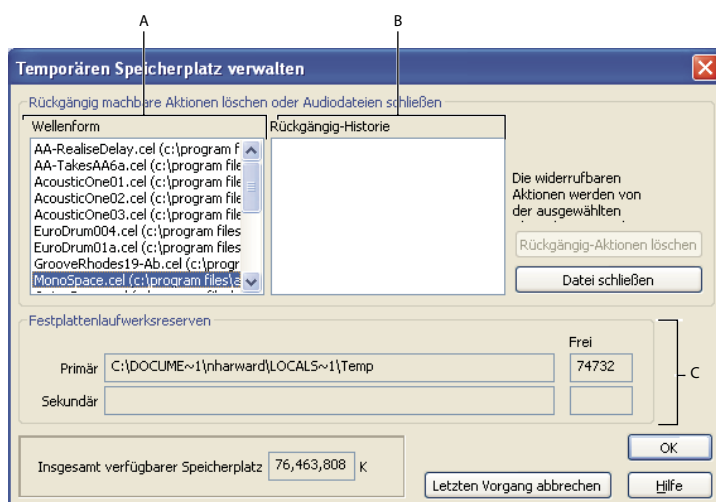 A
B
Temporären Speicherplatz verwalten
Rückgängig machbare Aktionen löschen oder Audiodateien schließen
Wellenform
Rückgängig-Historie
AA-RealiseDelay.cel (c:\program f
AA-TakesAA6a.cel (c:\program files
AcousticOne01.cel (c:\program files
AcousticOne02.cel (c:\program files
AcousticOne03.cel (c:\program files
EuroDrum004.cel (c:\program files
EuroDrum01a.cel (c:\program files
GrooveRhodes19-Ab.cel (c:\progr
MonoSpace.cel (c:\program files\a
Die widerrufbaren
Aktionen werden von
der ausgewählten
Rückgängig-Aktionen löschen
Datei schließen
Festplattenlaufwerksreserven
Frei
Primär C:\DOCUME~1\nharward\LOCALS~1\Temp 74732
C
Sekundär
Insgesamt verfügbarer Speicherplatz 76,463,808 K
OK
Letzten Vorgang abbrechen
Hilfe